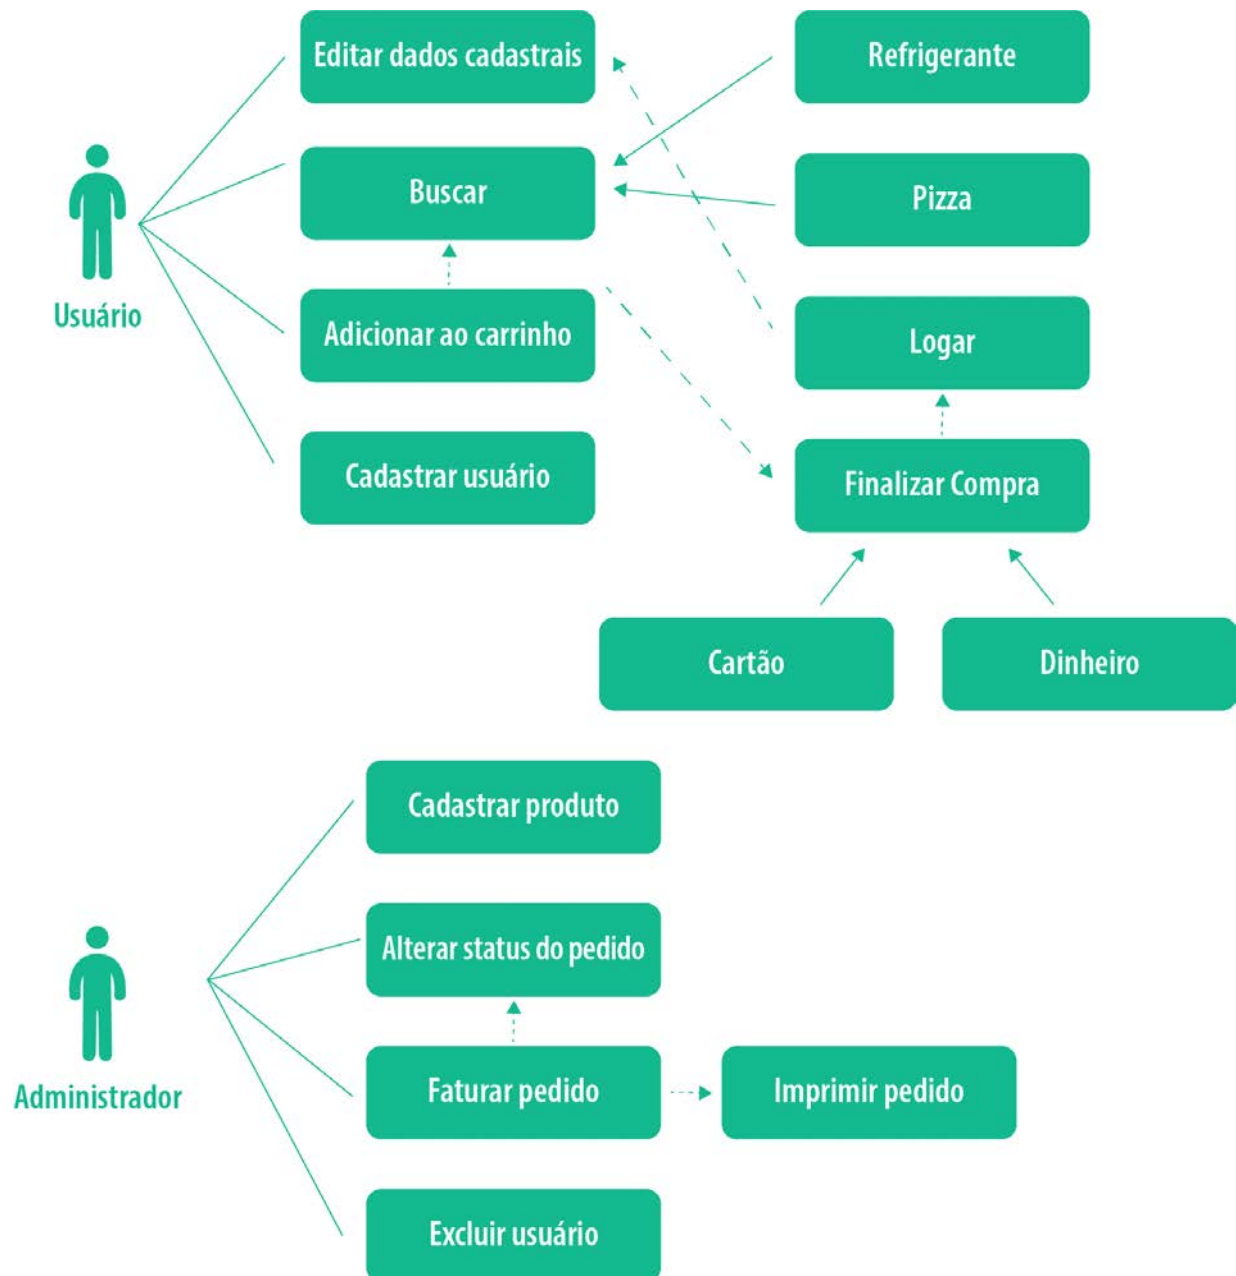 Editar dados cadastrais
Refrigerante
Buscar
Pizza
Usuário
Adicionar ao carrinho
Logar
Cadastrar usuário
Finalizar Compra
Cartão
Dinheiro
Cadastrar produto
Alterar status do pedido
Administrador
Faturar pedido
Imprimir pedido
Excluir usuário